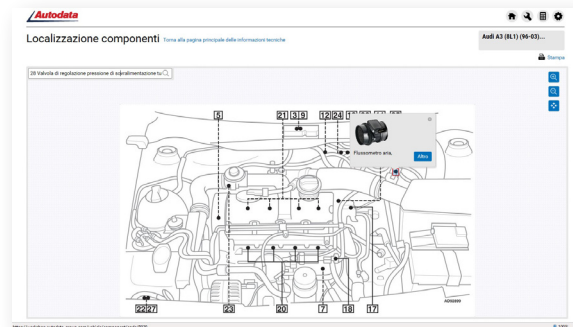 Autodata
Localizzazione componenti Torna alla pagina principale delle informazioni tecniche
Audi A3 (8L1) (96-03)...
Stampa
28 Valvola di regolazione pressione di sovralimentazione tu
5 21 3 9 12 24
Flussometro aria,
Altro
AD92699
22 27 23 20 7 18 17